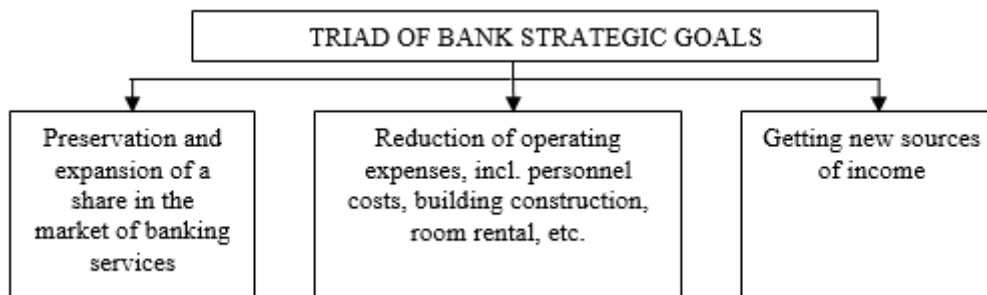 TRIAD OF BANK STRATEGIC GOALS
Preservation and
expansion of a
share in the
market of banking
services
Reduction of operating
expenses, incl. personnel
costs, building construction,
room rental, etc.
Getting new sources
of income